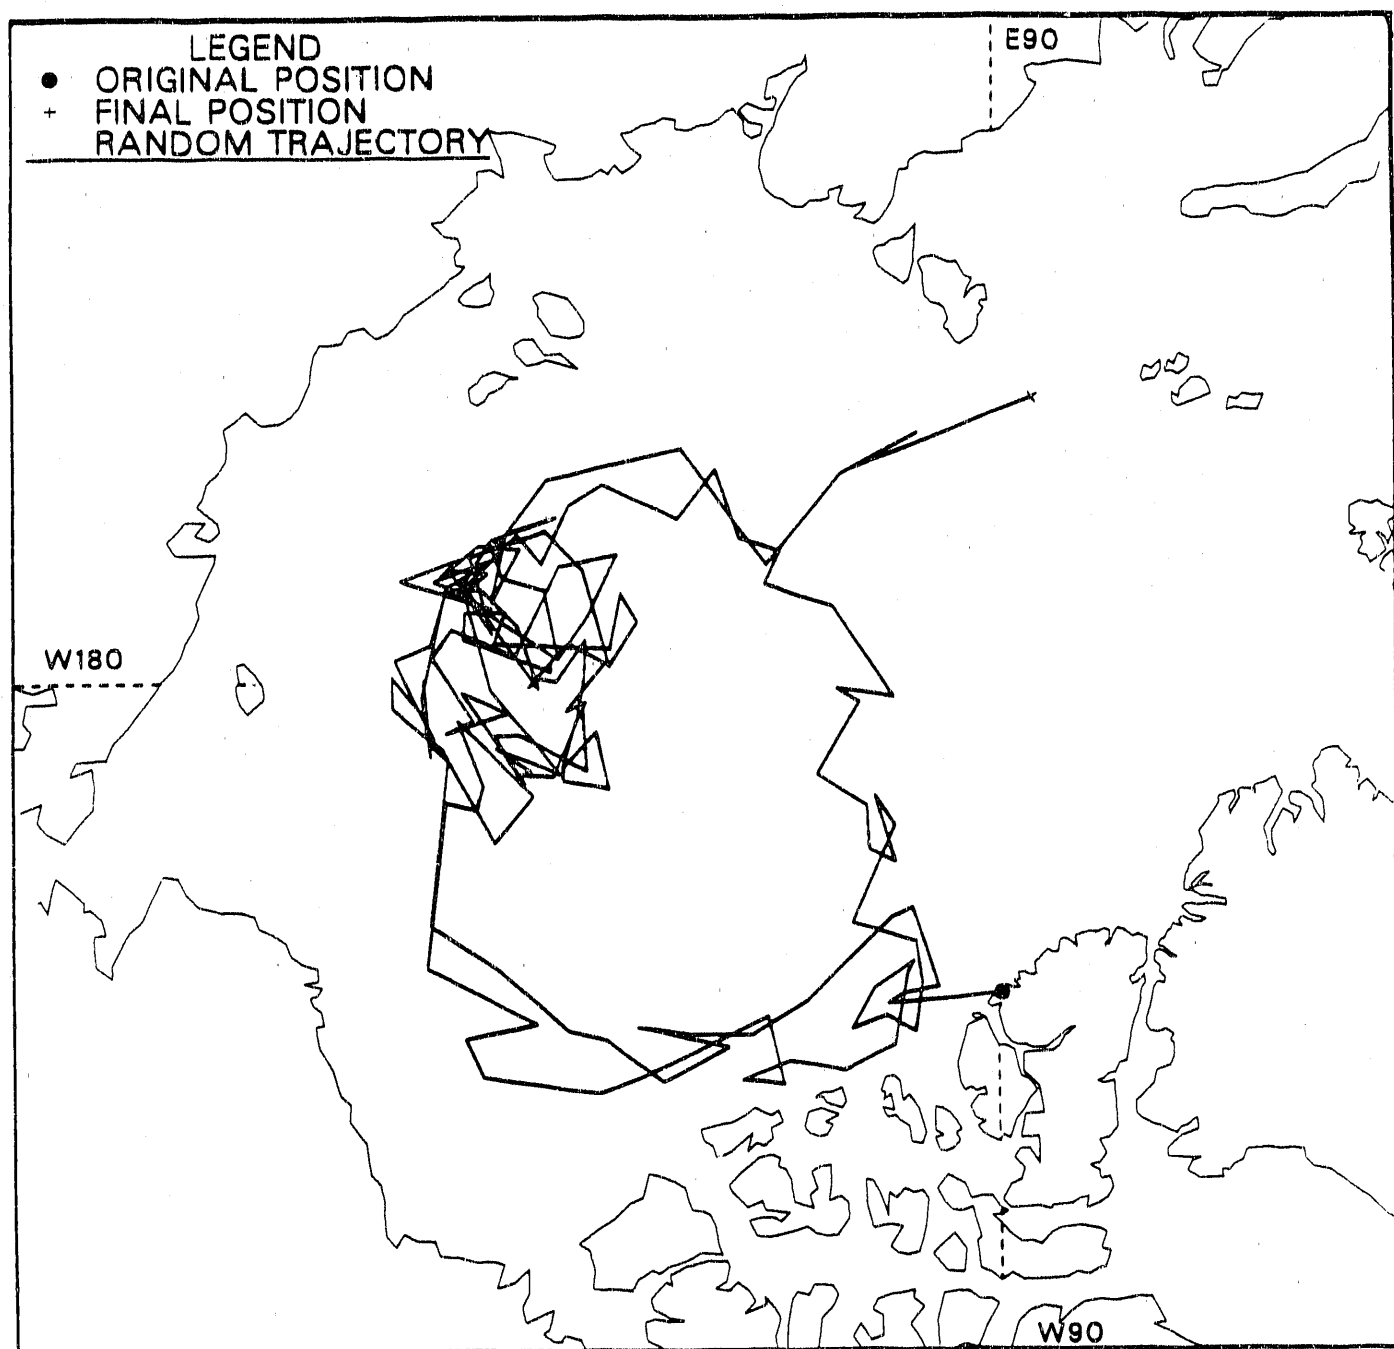 LEGEND
ORIGINAL POSITION
FINAL POSITION
RANDOM TRAJECTORY
E90
W180
W90